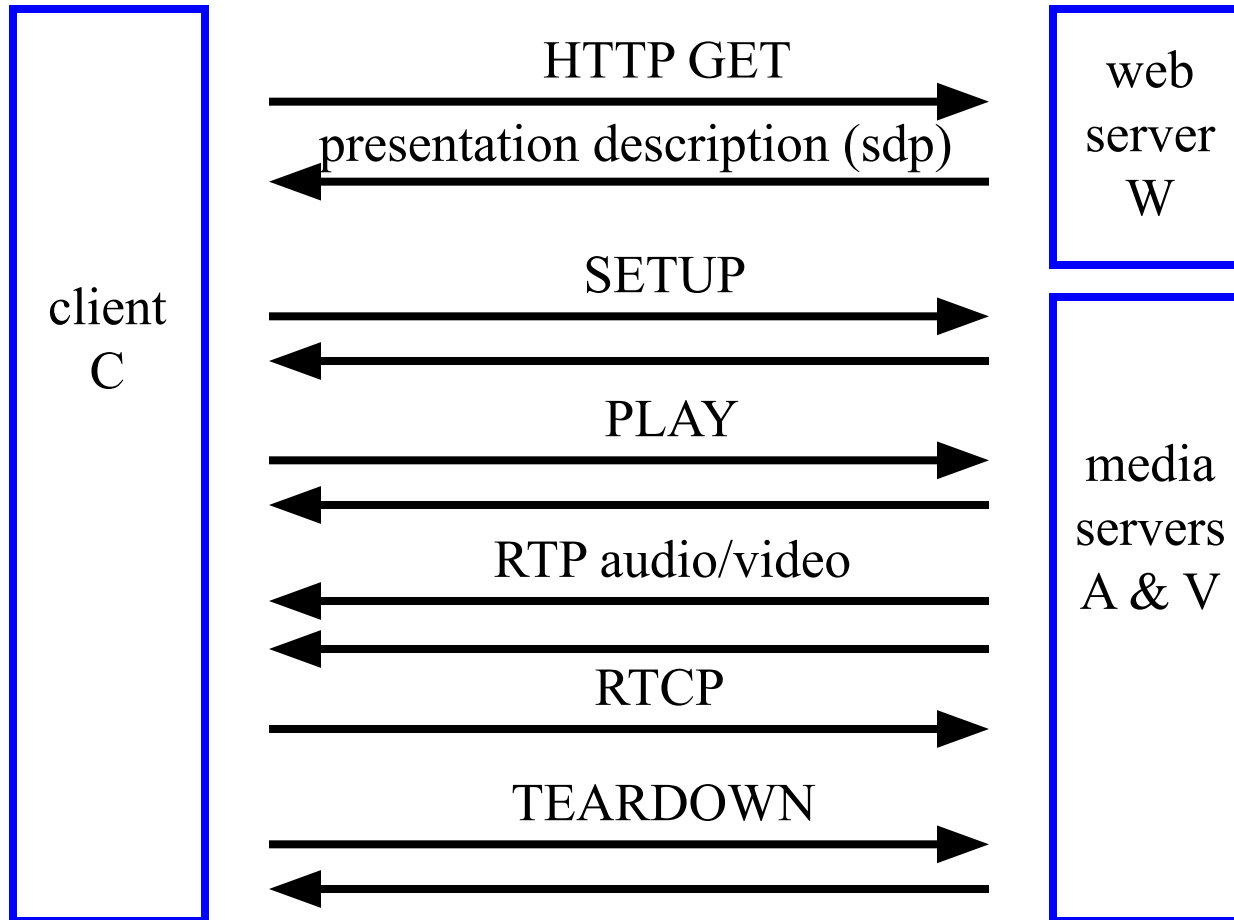 HTTP GET
presentation description (sdp)
web
server
W
client
C
SETUP
PLAY
RTP audio/video
RTCP
TEARDOWN
media
servers
A & V